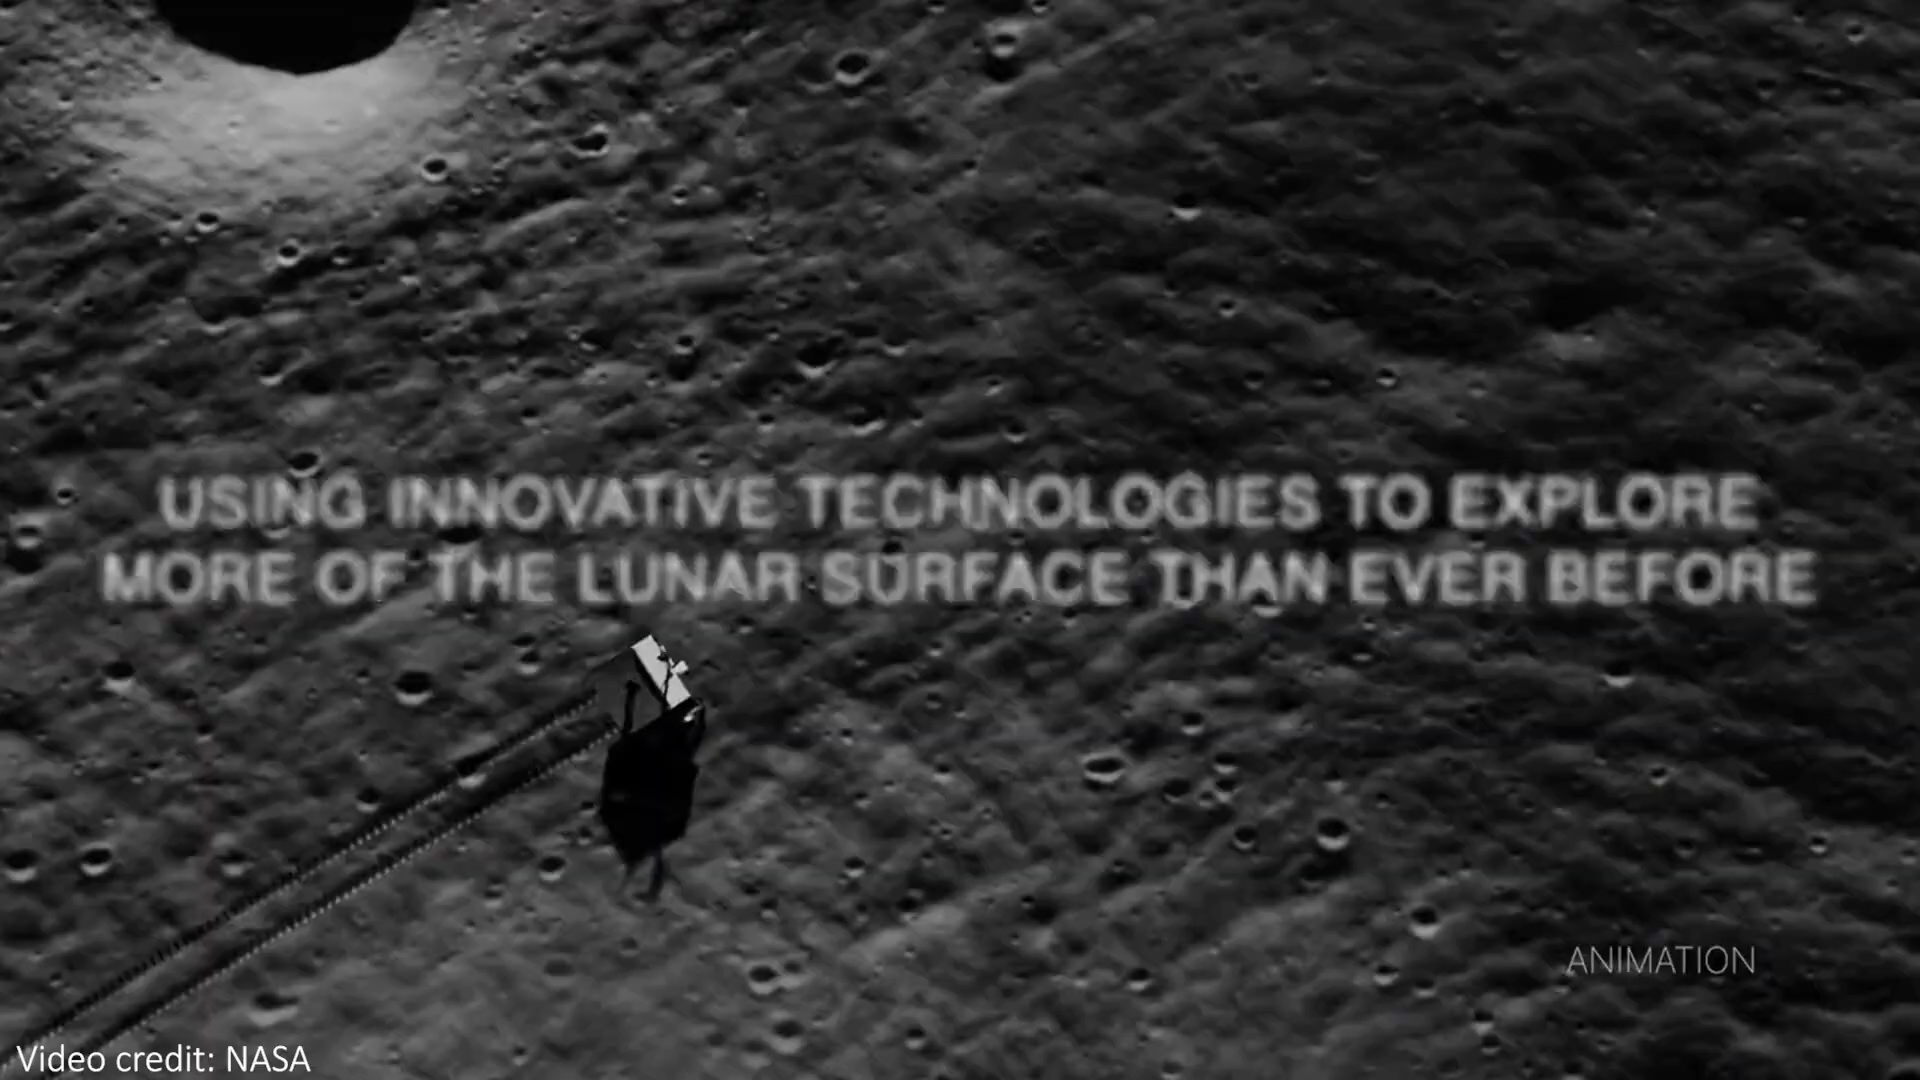 USING INNOVATIVE TECHNOLOGIES TO EXPLORE
MORE OF THE LUNAR SURFACE THAN EVER BEFORE
ANIMATION
Video credit: NASA